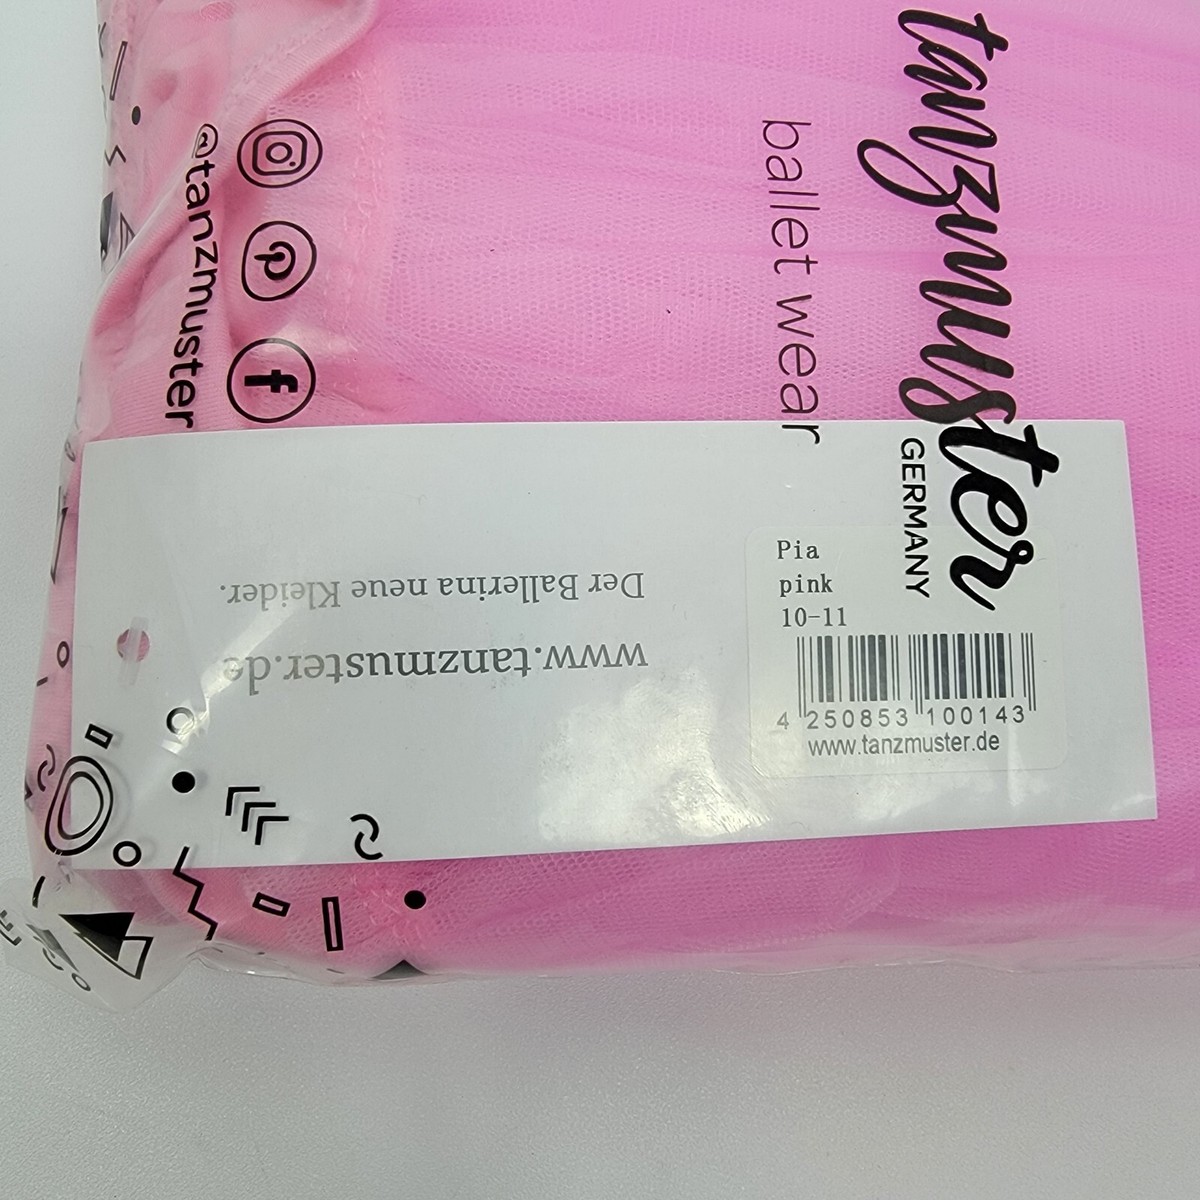 tanzmuster
GERMANY
ballet wear
@tanzmuster
Der Ballerina neue Kleider.
www.tanzmuster.de
Pia
pink
10-11
4 250853 100143
www.tanzmuster.de